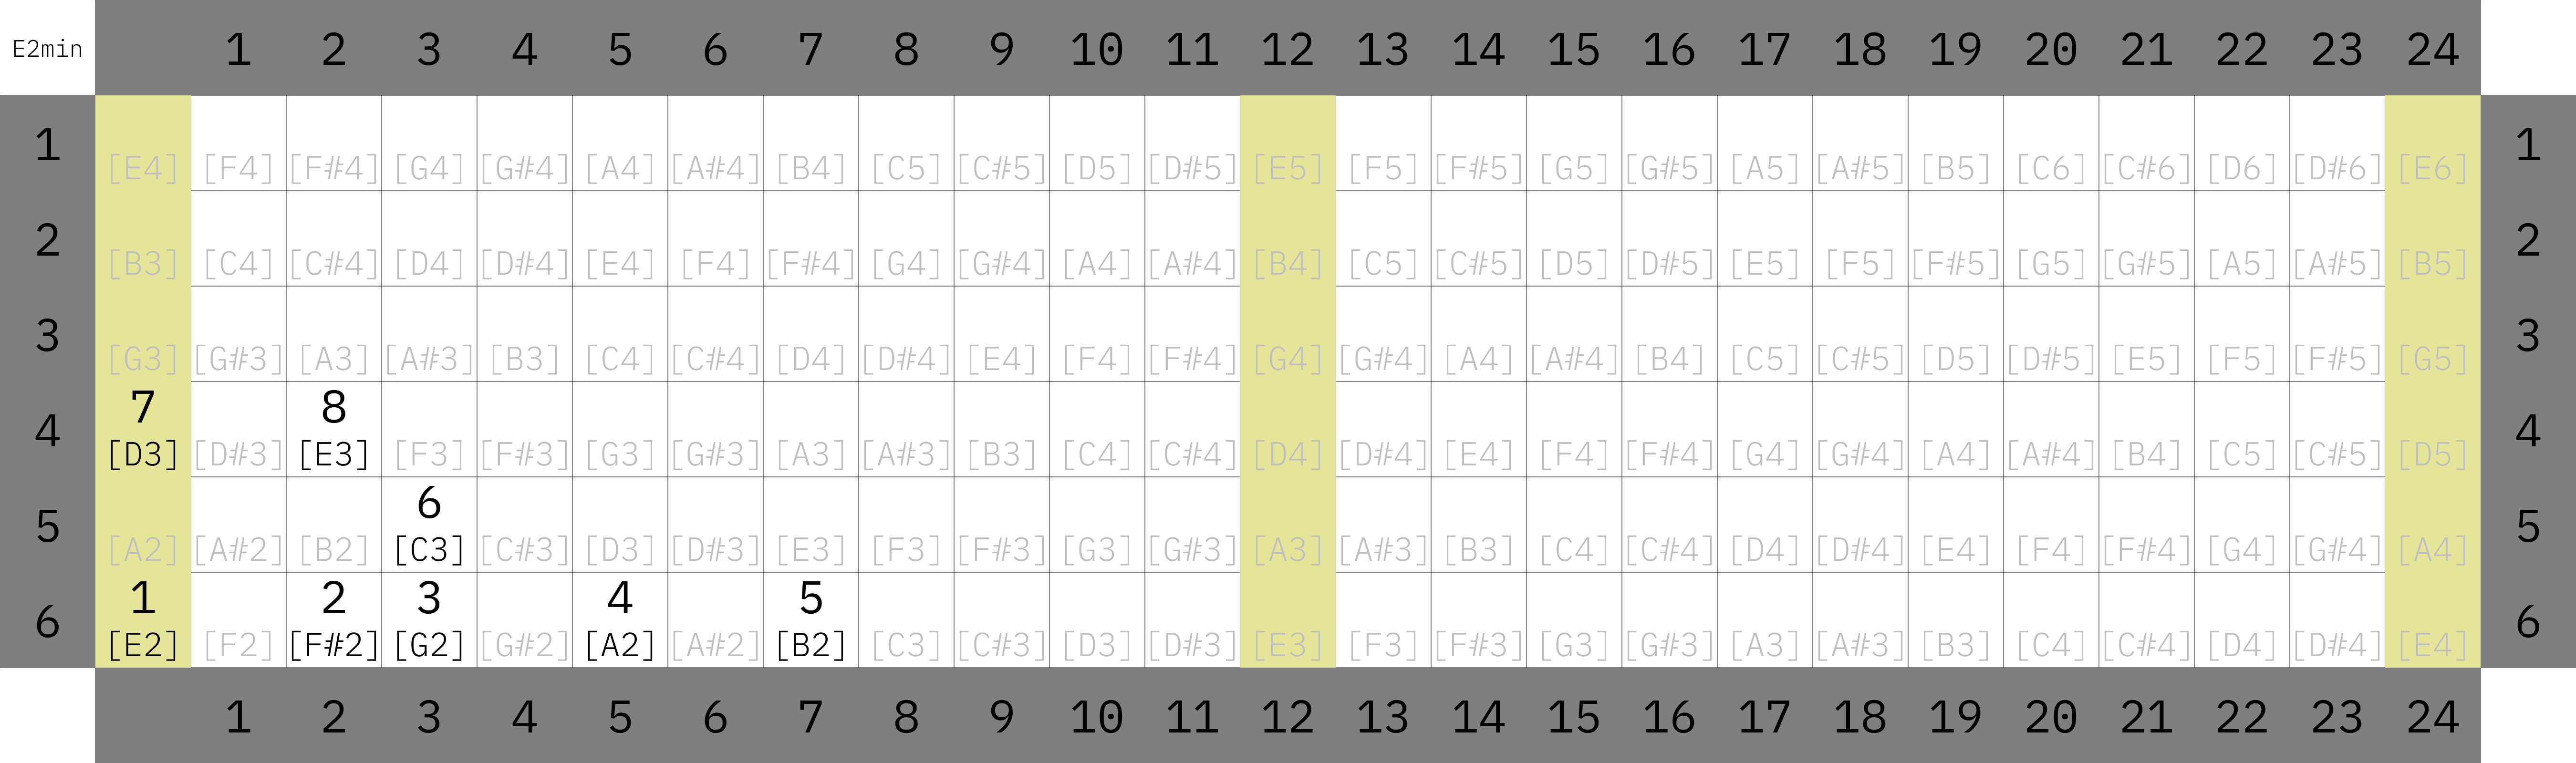 E2min 1 2 3 4 5 6 7 8 9 10 11 12 13 14 15 16 17 18 19 20 21 22 23 24
1 [E4] [F4] [F#4] [G4] [G#4] [A4] [A#4] [B4] [C5] [C#5] [D5] [D#5] [E5] [F5] [F#5] [G5] [G#5] [A5] [A#5] [B5] [C6] [C#6] [D6] [D#6] [E6] 1
2 [B3] [C4] [C#4] [D4] [D#4] [E4] [F4] [F#4] [G4] [G#4] [A4] [A#4] [B4] [C5] [C#5] [D5] [D#5] [E5] [F5] [F#5] [G5] [G#5] [A5] [A#5] [B5] 2
3 [G3] [G#3] [A3] [A#3] [B3] [C4] [C#4] [D4] [D#4] [E4] [F4] [F#4] [G4] [G#4] [A4] [A#4] [B4] [C5] [C#5] [D5] [D#5] [E5] [F5] [F#5] [G5] 3
7 8
4 [D3] [D#3] [E3] [F3] [F#3] [G3] [G#3] [A3] [A#3] [B3] [C4] [C#4] [D4] [D#4] [E4] [F4] [F#4] [G4] [G#4] [A4] [A#4] [B4] [C5] [C#5] [D5] 4
6
5 [A2] [A#2] [B2] [C3] [C#3] [D3] [D#3] [E3] [F3] [F#3] [G3] [G#3] [A3] [A#3] [B3] [C4] [C#4] [D4] [D#4] [E4] [F4] [F#4] [G4] [G#4] [A4] 5
1 2 3 4 5
6 [E2] [F2] [F#2] [G2] [G#2] [A2] [A#2] [B2] [C3] [C#3] [D3] [D#3] [E3] [F3] [F#3] [G3] [G#3] [A3] [A#3] [B3] [C4] [C#4] [D4] [D#4] [E4] 6
1 2 3 4 5 6 7 8 9 10 11 12 13 14 15 16 17 18 19 20 21 22 23 24